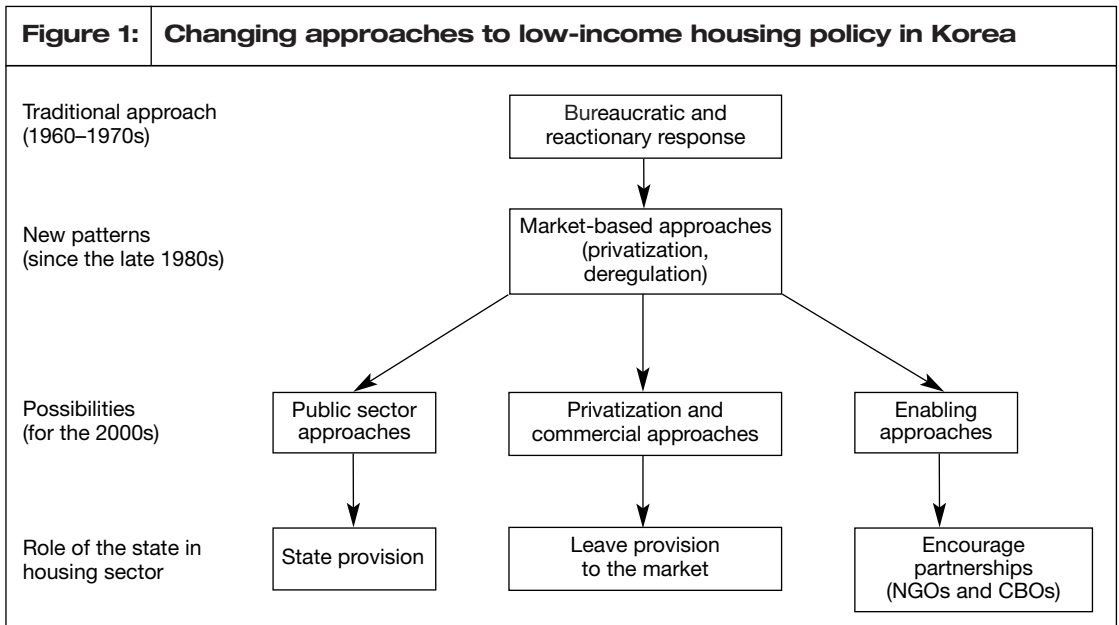 Figure 1: Changing approaches to low-income housing policy in Korea
Traditional approach
(1960–1970s)
Bureaucratic and
reactionary response
New patterns
(since the late 1980s)
Market-based approaches
(privatization,
deregulation)
Possibilities
(for the 2000s)
Public sector
approaches
Privatization and
commercial approaches
Enabling
approaches
Role of the state in
housing sector
State provision
Leave provision
to the market
Encourage
partnerships
(NGOs and CBOs)